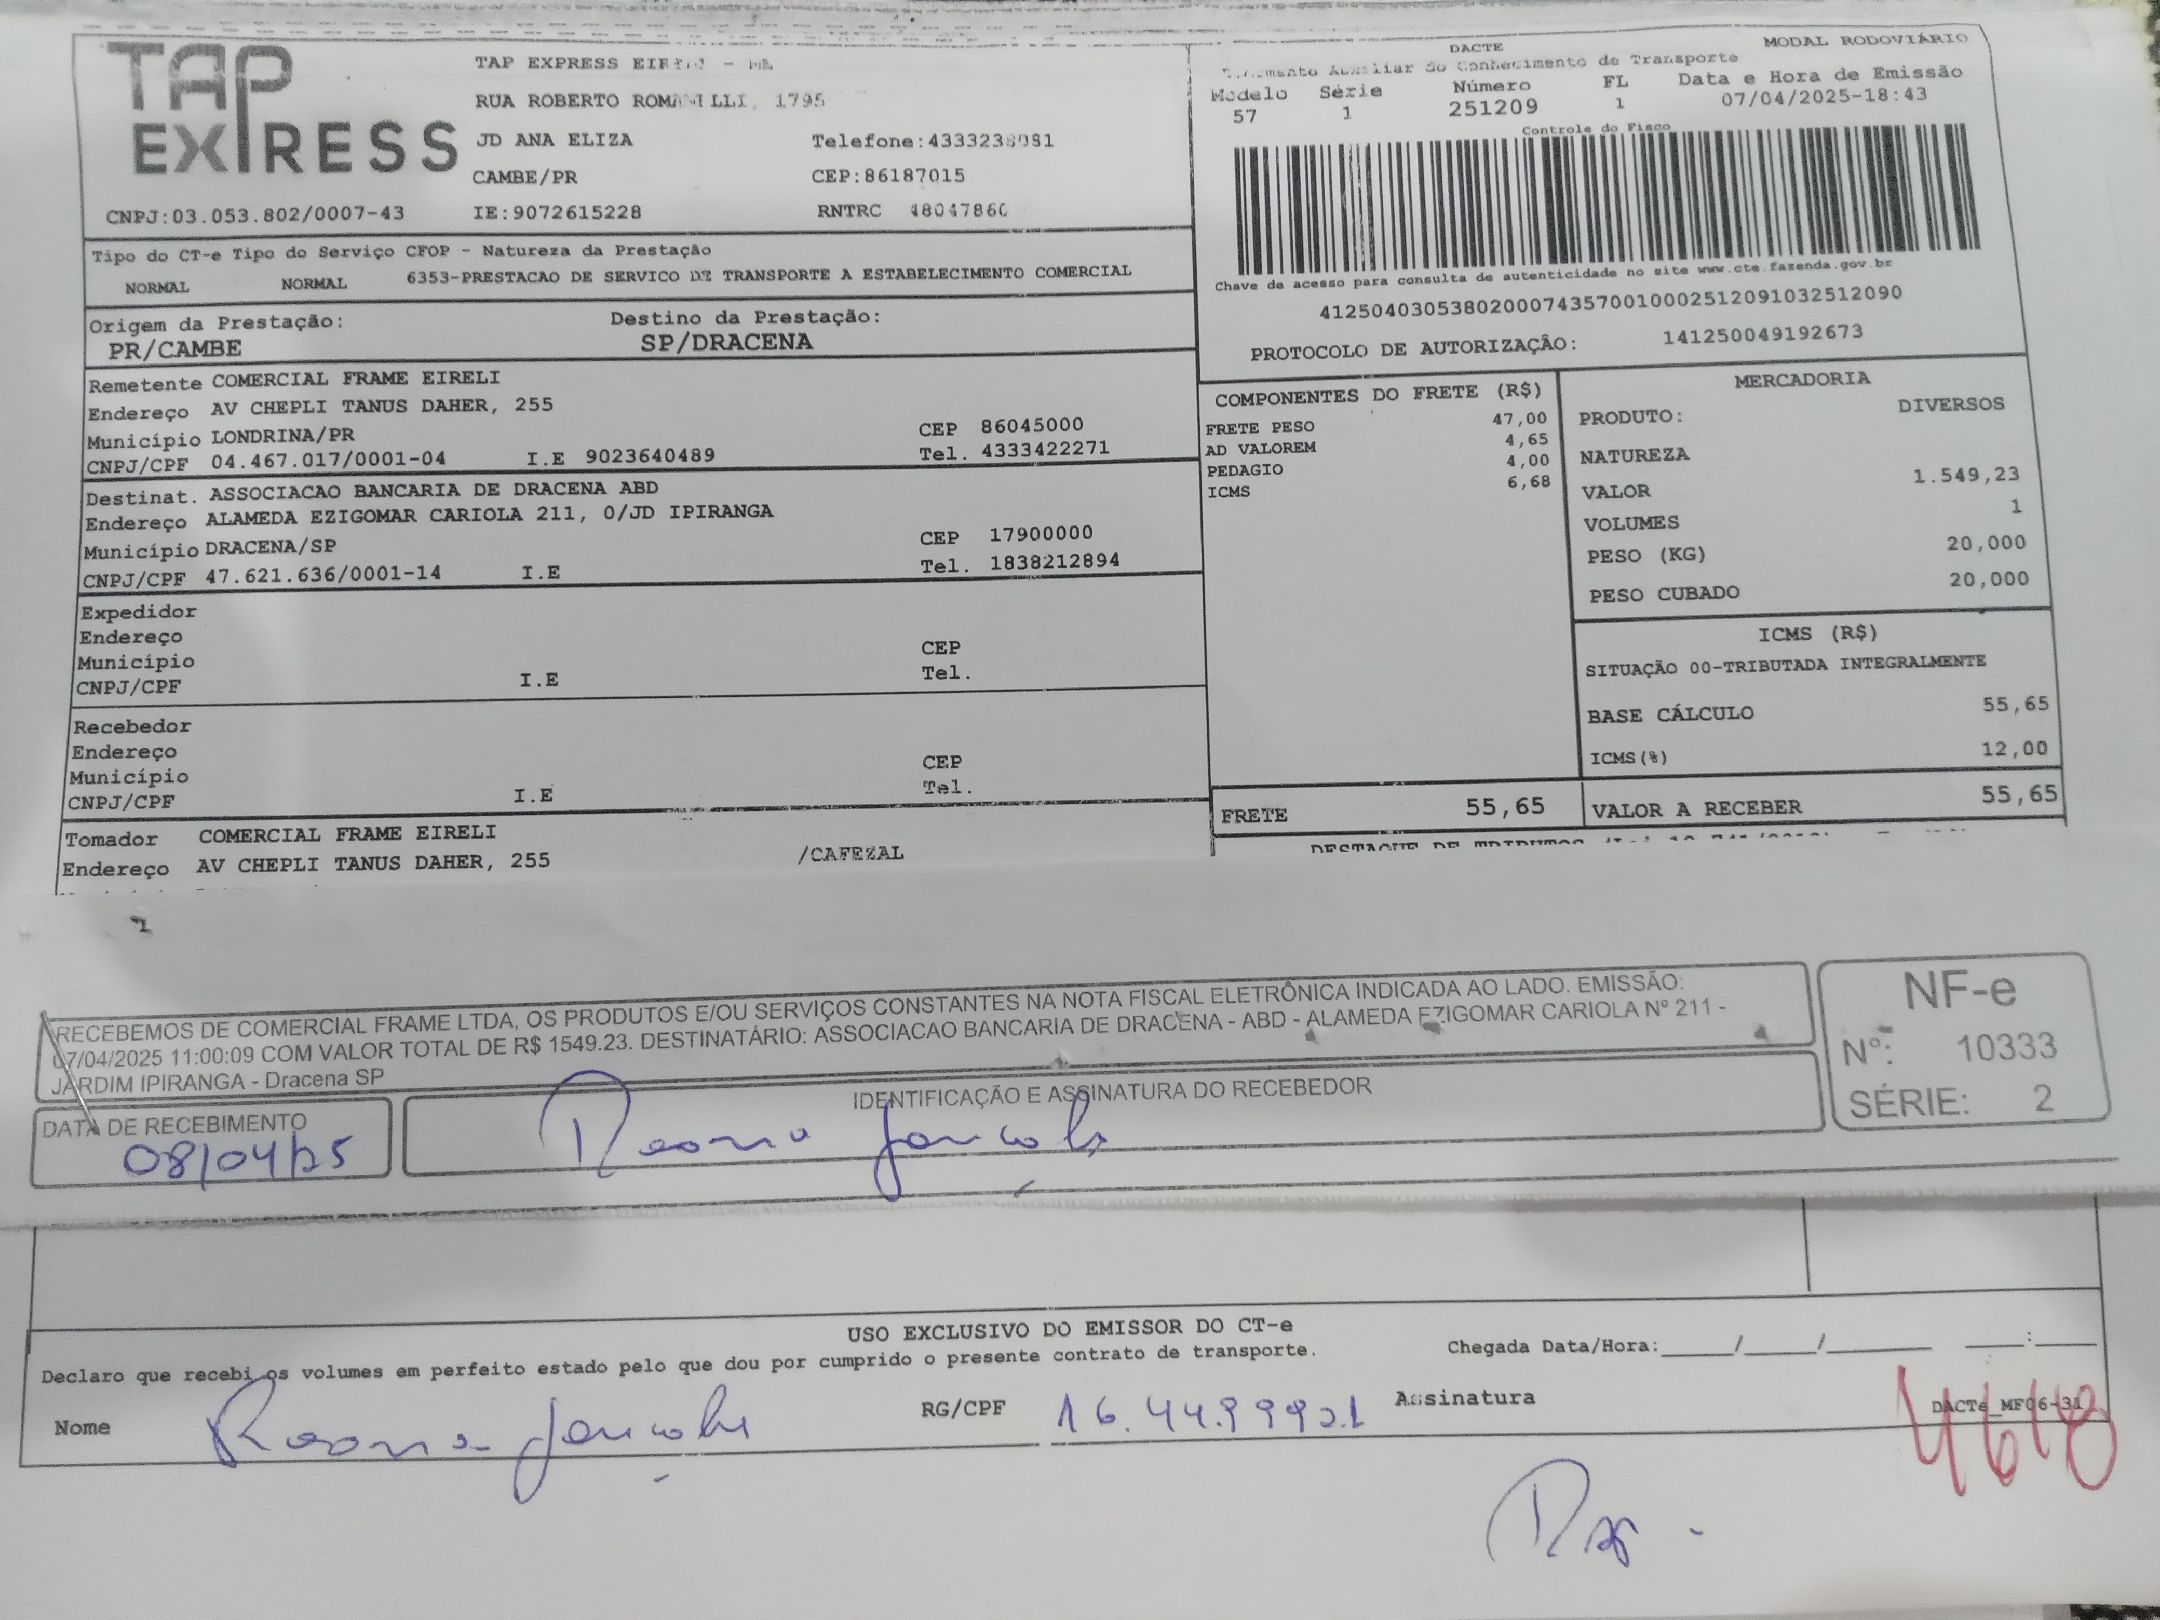 TAP EXPRESS
TAP EXPRESS
RUA ROBERTO 1795
JD ANA ELIZA Telefone:
CAMBE/PR CEP:86187015
CNPJ:03.053.802/0007-43 IE:9072615228 RNTRC
DACTE MODAL RODOVIÁRIO
Auxiliar do Conhecimento de Transporte
Modelo Série Número FL Data e Hora de Emissão
57 1 251209 1 07/04/2025-18:43
Controle do Fisco
Chave de acesso para consulta de autenticidade no site www.cte.fazenda.gov.br
41250403053802000743570010002512091032512090
PROTOCOLO DE AUTORIZAÇÃO: 141250049192673
Tipo do CT-e Tipo do Serviço CFOP - Natureza da Prestação
NORMAL NORMAL 6353-PRESTACAO DE SERVICO DE TRANSPORTE A ESTABELECIMENTO COMERCIAL
Origem da Prestação: Destino da Prestação:
PR/CAMBE SP/DRACENA
Remetente COMERCIAL FRAME EIRELI
Endereço AV CHEPLI TANUS DAHER, 255
Município LONDRINA/PR CEP 86045000
CNPJ/CPF 04.467.017/0001-04 I.E 9023640489 Tel. 4333422271
Destinat. ASSOCIACAO BANCARIA DE DRACENA ABD
Endereço ALAMEDA EZIGOMAR CARIOLA 211, 0/JD IPIRANGA
Município DRACENA/SP CEP 17900000
CNPJ/CPF 47.621.636/0001-14 I.E Tel. 1838212894
Expedidor
Endereço
Município CEP
CNPJ/CPF I.E Tel.
Recebedor
Endereço
Município CEP
CNPJ/CPF I.E Tel.
Tomador COMERCIAL FRAME EIRELI
Endereço AV CHEPLI TANUS DAHER, 255 /CAFEZAL
COMPONENTES DO FRETE (R$)
FRETE PESO 47,00
AD VALOREM 4,65
PEDAGIO 4,00
ICMS 6,68
FRETE 55,65
MERCADORIA
PRODUTO: DIVERSOS
NATUREZA
VALOR 1.549,23
VOLUMES 1
PESO (KG) 20,000
PESO CUBADO 20,000
ICMS (R$)
SITUAÇÃO 00-TRIBUTADA INTEGRALMENTE
BASE CÁLCULO 55,65
ICMS(%) 12,00
VALOR A RECEBER 55,65
RECEBEMOS DE COMERCIAL FRAME LTDA, OS PRODUTOS E/OU SERVIÇOS CONSTANTES NA NOTA FISCAL ELETRÔNICA INDICADA AO LADO. EMISSÃO:
07/04/2025 11:00:09 COM VALOR TOTAL DE R$ 1549.23. DESTINATÁRIO: ASSOCIACAO BANCARIA DE DRACENA - ABD - ALAMEDA EZIGOMAR CARIOLA Nº 211 -
JARDIM IPIRANGA - Dracena SP
NF-e
Nº: 10333
SÉRIE: 2
DATA DE RECEBIMENTO
08/04/25
IDENTIFICAÇÃO E ASSINATURA DO RECEBEDOR
USO EXCLUSIVO DO EMISSOR DO CT-e
Declaro que recebi os volumes em perfeito estado pelo que dou por cumprido o presente contrato de transporte.
Chegada Data/Hora: / / :
Nome RG/CPF Assinatura
DACTe_MF06-31